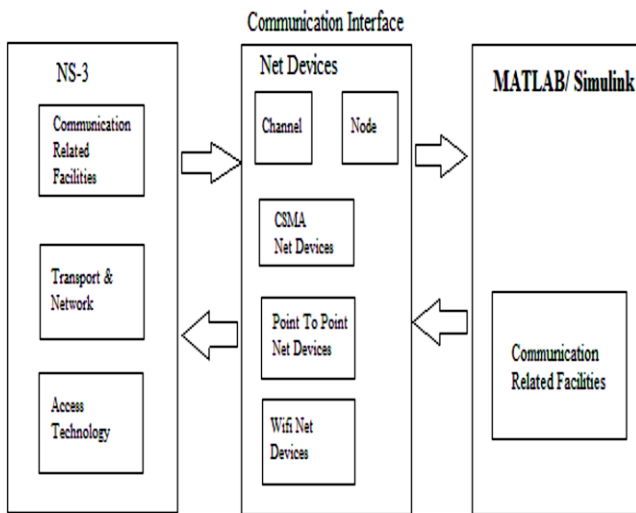 Communication Interface
NS-3
Communication
Related
Facilities
Transport &
Network
Access
Technology
Net Devices
Channel
Node
CSMA
Net Devices
Point To Point
Net Devices
Wifi Net
Devices
MATLAB/ Simulink
Communication
Related Facilities